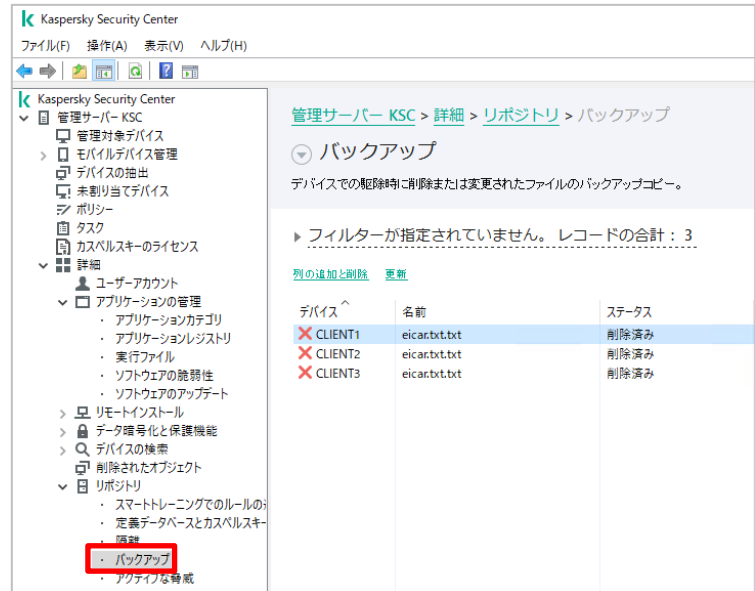 Kaspersky Security Center
ファイル(F) 操作(A) 表示(V) ヘルプ(H)
Kaspersky Security Center
管理サーバー KSC
管理対象デバイス
モバイルデバイス管理
デバイスの抽出
未割り当てデバイス
ポリシー
タスク
カスペルスキーのライセンス
詳細
ユーザーアカウント
アプリケーションの管理
・ アプリケーションカテゴリ
・ アプリケーションレジストリ
・ 実行ファイル
・ ソフトウェアの脆弱性
・ ソフトウェアのアップデート
リモートインストール
データ暗号化と保護機能
デバイスの検索
削除されたオブジェクト
リポジトリ
・ スマートトレーニングでのルールの
・ 定義データベースとカスペルスキー
・ 隔離
・ バックアップ
・ アクティブな脅威
管理サーバー KSC > 詳細 > リポジトリ > バックアップ
バックアップ
デバイスでの駆除時に削除または変更されたファイルのバックアップコピー。
フィルターが指定されていません。 レコードの合計： 3
列の追加と削除 更新
デバイス 名前 ステータス
CLIENT1 eicar.txt.txt 削除済み
CLIENT2 eicar.txt.txt 削除済み
CLIENT3 eicar.txt.txt 削除済み